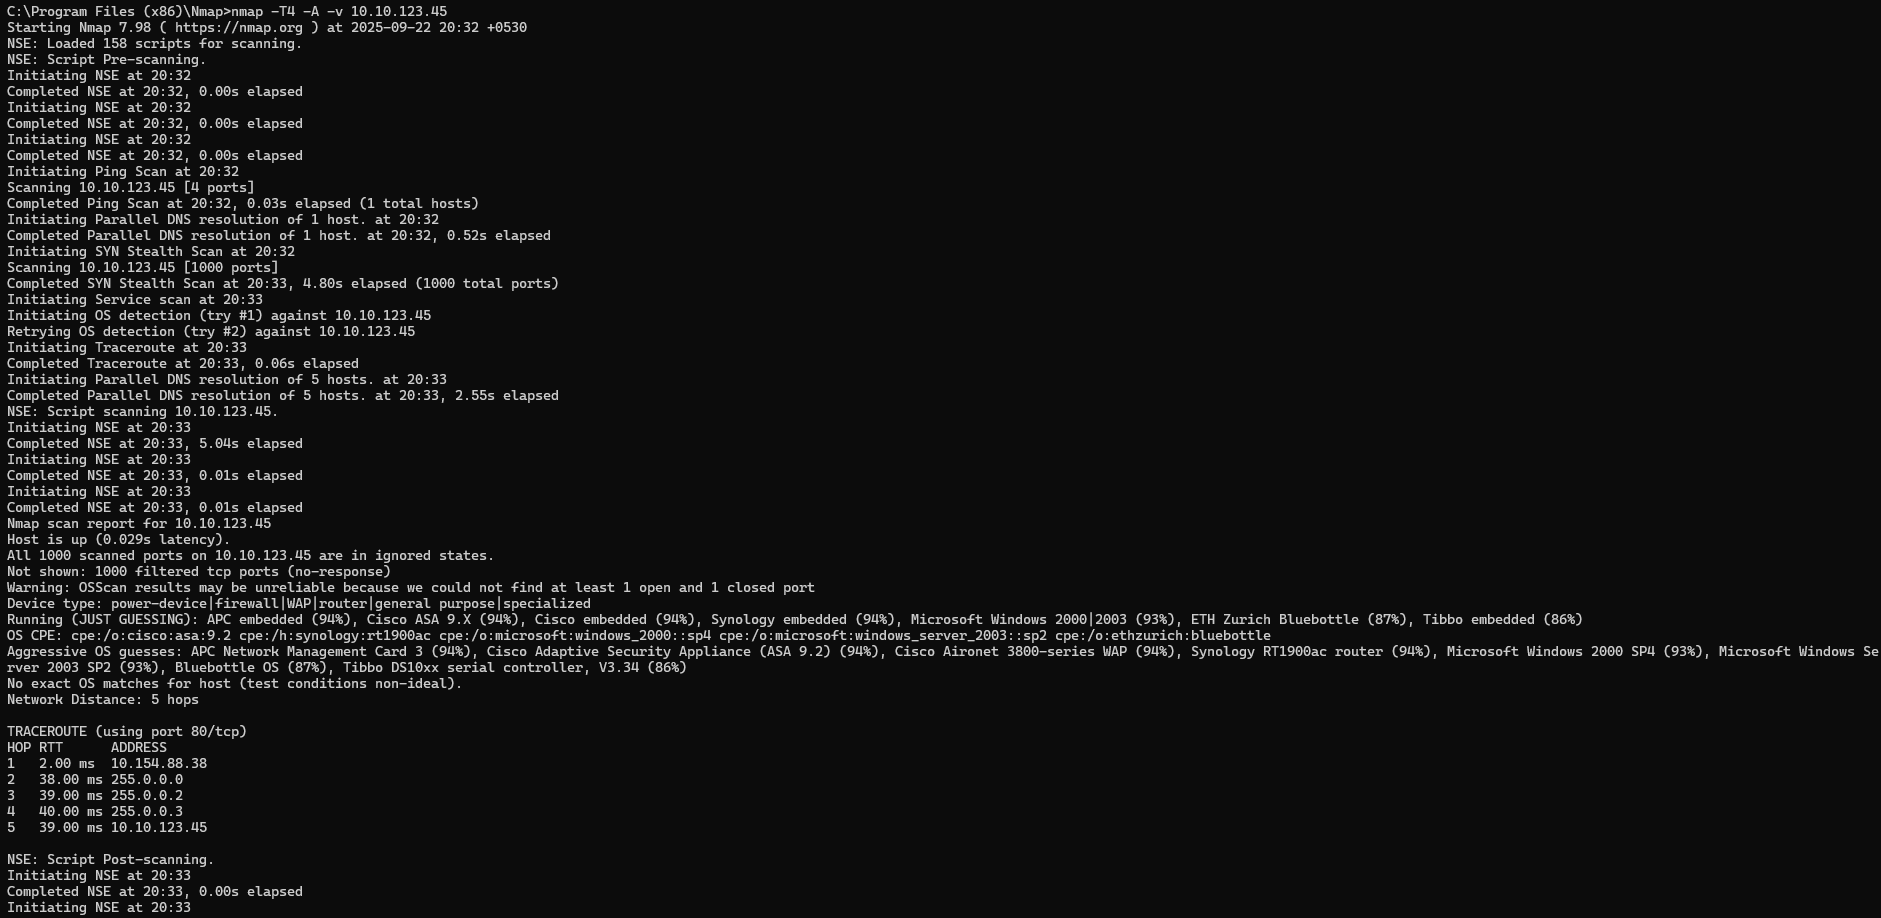 C:\Program Files (x86)\Nmap>nmap -T4 -A -v 10.10.123.45
Starting Nmap 7.98 ( https://nmap.org ) at 2025-09-22 20:32 +0530
NSE: Loaded 158 scripts for scanning.
NSE: Script Pre-scanning.
Initiating NSE at 20:32
Completed NSE at 20:32, 0.00s elapsed
Initiating NSE at 20:32
Completed NSE at 20:32, 0.00s elapsed
Initiating NSE at 20:32
Completed NSE at 20:32, 0.00s elapsed
Initiating Ping Scan at 20:32
Scanning 10.10.123.45 [4 ports]
Completed Ping Scan at 20:32, 0.03s elapsed (1 total hosts)
Initiating Parallel DNS resolution of 1 host. at 20:32
Completed Parallel DNS resolution of 1 host. at 20:32, 0.52s elapsed
Initiating SYN Stealth Scan at 20:32
Scanning 10.10.123.45 [1000 ports]
Completed SYN Stealth Scan at 20:33, 4.80s elapsed (1000 total ports)
Initiating Service scan at 20:33
Initiating OS detection (try #1) against 10.10.123.45
Retrying OS detection (try #2) against 10.10.123.45
Initiating Traceroute at 20:33
Completed Traceroute at 20:33, 0.06s elapsed
Initiating Parallel DNS resolution of 5 hosts. at 20:33
Completed Parallel DNS resolution of 5 hosts. at 20:33, 2.55s elapsed
NSE: Script scanning 10.10.123.45.
Initiating NSE at 20:33
Completed NSE at 20:33, 5.04s elapsed
Initiating NSE at 20:33
Completed NSE at 20:33, 0.01s elapsed
Initiating NSE at 20:33
Completed NSE at 20:33, 0.01s elapsed
Nmap scan report for 10.10.123.45
Host is up (0.029s latency).
All 1000 scanned ports on 10.10.123.45 are in ignored states.
Not shown: 1000 filtered tcp ports (no-response)
Warning: OSScan results may be unreliable because we could not find at least 1 open and 1 closed port
Device type: power-device|firewall|WAP|router|general purpose|specialized
Running (JUST GUESSING): APC embedded (94%), Cisco ASA 9.X (94%), Cisco embedded (94%), Synology embedded (94%), Microsoft Windows 2000|2003 (93%), ETH Zurich Bluebottle (87%), Tibbo embedded (86%)
OS CPE: cpe:/o:cisco:asa:9.2 cpe:/h:synology:rt1900ac cpe:/o:microsoft:windows_2000::sp4 cpe:/o:microsoft:windows_server_2003::sp2 cpe:/o:ethzurich:bluebottle
Aggressive OS guesses: APC Network Management Card 3 (94%), Cisco Adaptive Security Appliance (ASA 9.2) (94%), Cisco Aironet 3800-series WAP (94%), Synology RT1900ac router (94%), Microsoft Windows 2000 SP4 (93%), Microsoft Windows Se
rver 2003 SP2 (93%), Bluebottle OS (87%), Tibbo DS10xx serial controller, V3.34 (86%)
No exact OS matches for host (test conditions non-ideal).
Network Distance: 5 hops

TRACEROUTE (using port 80/tcp)
HOP RTT      ADDRESS
1   2.00 ms  10.154.88.38
2   38.00 ms 255.0.0.0
3   39.00 ms 255.0.0.2
4   40.00 ms 255.0.0.3
5   39.00 ms 10.10.123.45

NSE: Script Post-scanning.
Initiating NSE at 20:33
Completed NSE at 20:33, 0.00s elapsed
Initiating NSE at 20:33